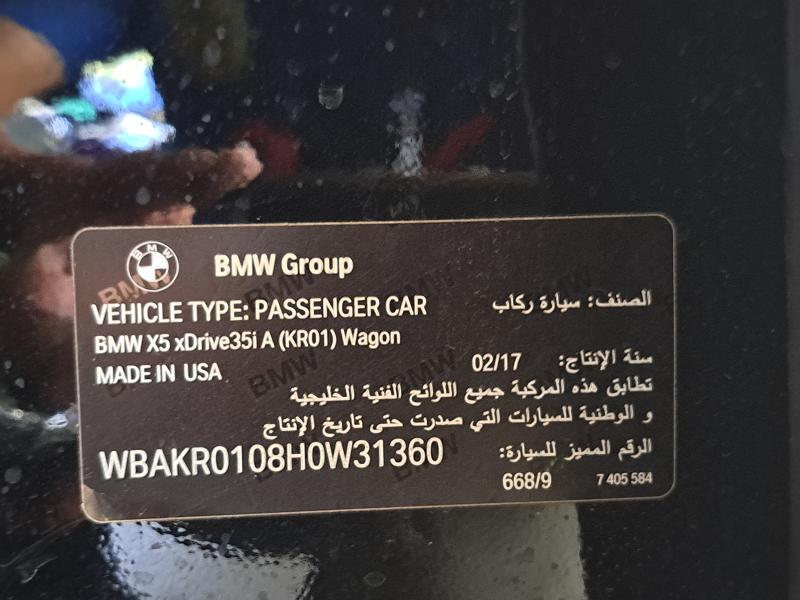 BMW
BMW Group
VEHICLE TYPE: PASSENGER CAR
الصنف: سيارة ركاب
BMW X5 xDrive35i A (KR01) Wagon
MADE IN USA
سنة الإنتاج: 02/17
تطابق هذه المركبة جميع اللوائح الفنية الخليجية
و الوطنية للسيارات التي صدرت حتى تاريخ الإنتاج
WBAKR0108H0W31360
الرقم المميز للسيارة:
668/9
7 405 584